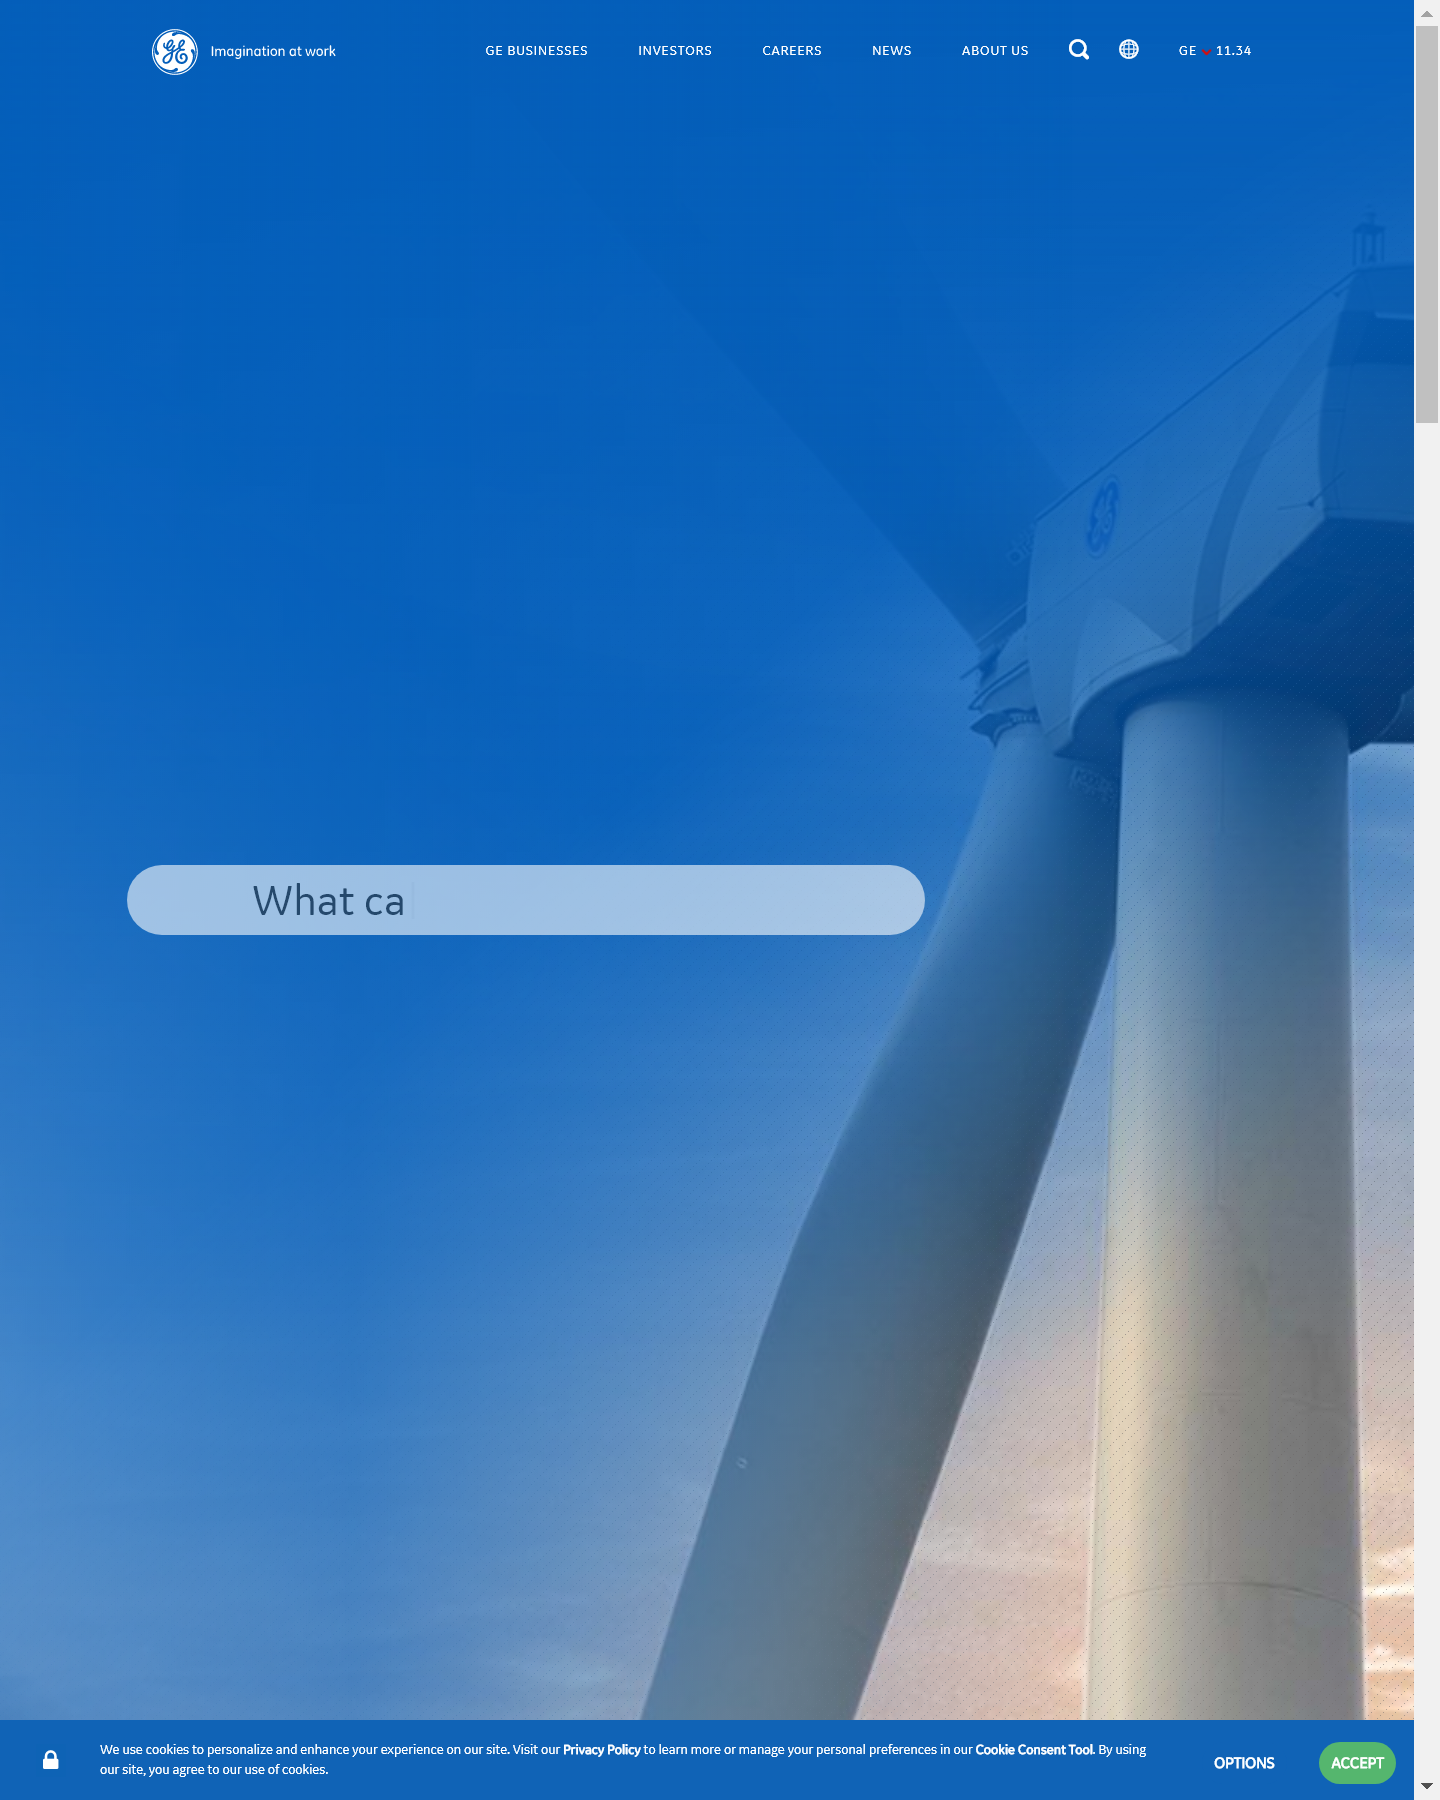 Imagination at work
GE BUSINESSES
INVESTORS
CAREERS
NEWS
ABOUT US
GE 11.34
What ca
We use cookies to personalize and enhance your experience on our site. Visit our Privacy Policy to learn more or manage your personal preferences in our Cookie Consent Tool. By using
our site, you agree to our use of cookies.
OPTIONS
ACCEPT